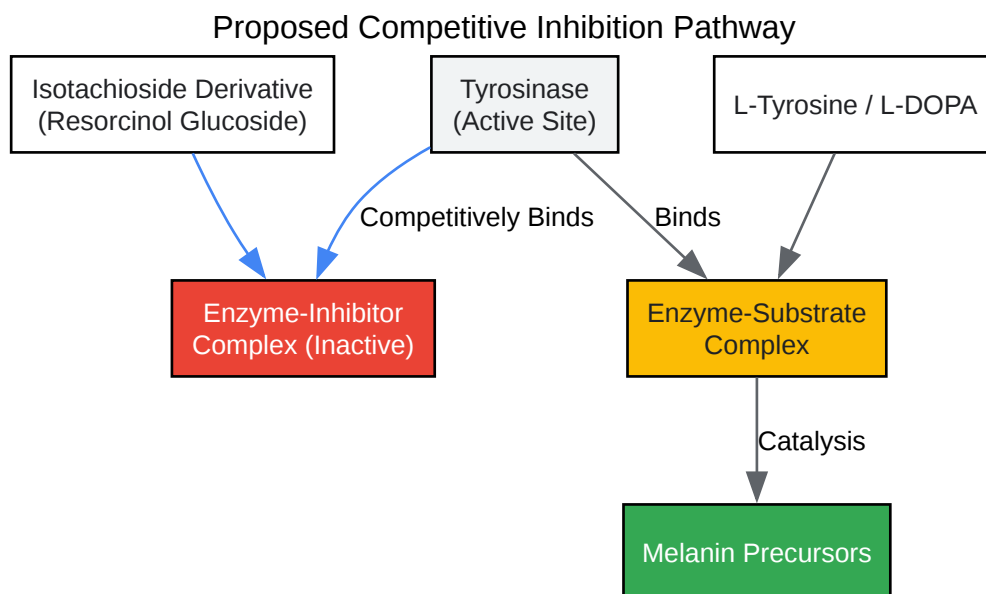 Proposed Competitive Inhibition Pathway
Isotachioside Derivative
(Resorcinol Glucoside)
Tyrosinase
(Active Site)
L-Tyrosine / L-DOPA
Competitively Binds
Binds
Enzyme-Inhibitor
Complex (Inactive)
Enzyme-Substrate
Complex
Catalysis
Melanin Precursors